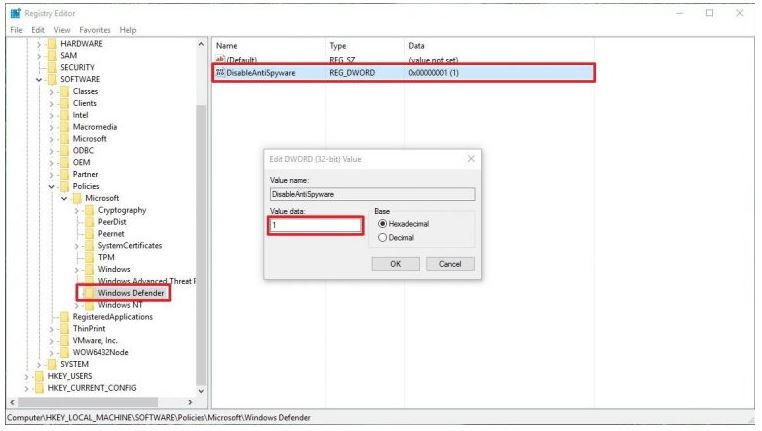 Registry Editor
File Edit View Favorites Help
HARDWARE
SAM
SECURITY
SOFTWARE
Classes
Clients
Intel
Macromedia
Microsoft
ODBC
OEM
Partner
Policies
Microsoft
Cryptography
PeerDist
Peernet
SystemCertificates
TPM
Windows
Windows Advanced Threat P
Windows Defender
Windows NT
RegisteredApplications
ThinPrint
VMware, Inc.
WOW6432Node
SYSTEM
HKEY_USERS
HKEY_CURRENT_CONFIG
Name Type Data
(Default) REG_SZ (value not set)
DisableAntiSpyware REG_DWORD 0x00000001 (1)
Edit DWORD (32-bit) Value
Value name:
DisableAntiSpyware
Value data: Base
1 Hexadecimal
Decimal
OK Cancel
Computer\HKEY_LOCAL_MACHINE\SOFTWARE\Policies\Microsoft\Windows Defender